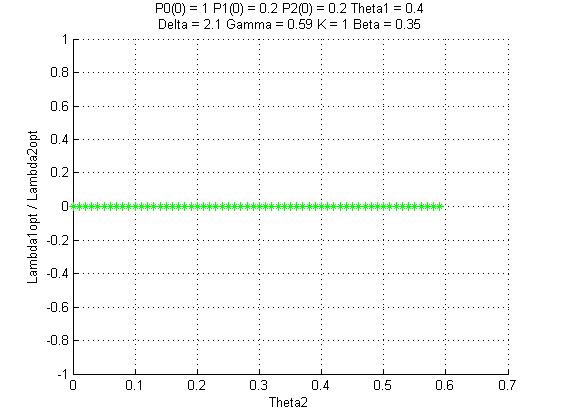 P0(0) = 1 P1(0) = 0.2 P2(0) = 0.2 Theta1 = 0.4
Delta = 2.1 Gamma = 0.59 K = 1 Beta = 0.35
1
0.8
0.6
0.4
0.2
0
-0.2
-0.4
-0.6
-0.8
-1
Lambda1opt / Lambda2opt
0 0.1 0.2 0.3 0.4 0.5 0.6 0.7
Theta2